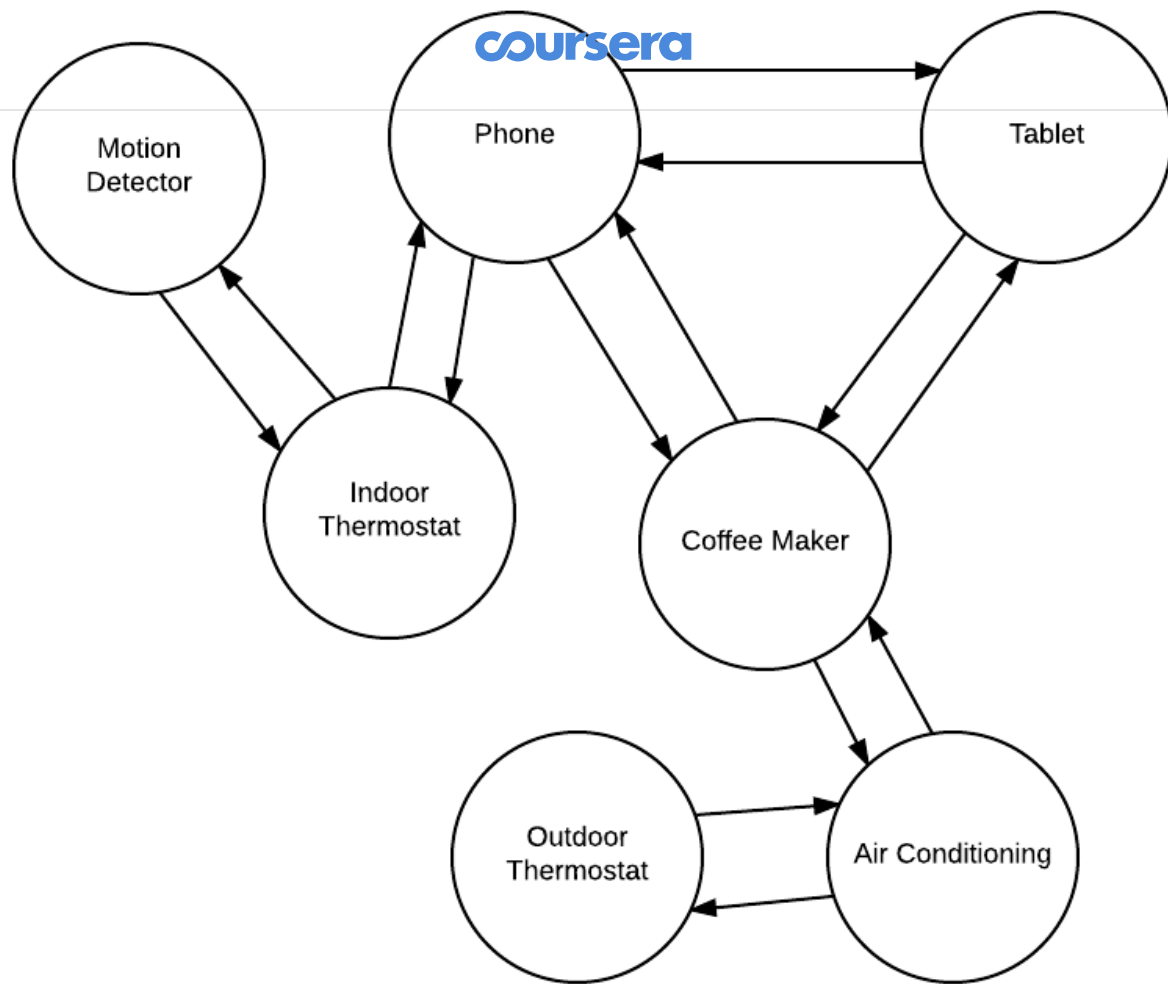 coursera
Motion
Detector
Phone
Tablet
Indoor
Thermostat
Coffee Maker
Outdoor
Thermostat
Air Conditioning